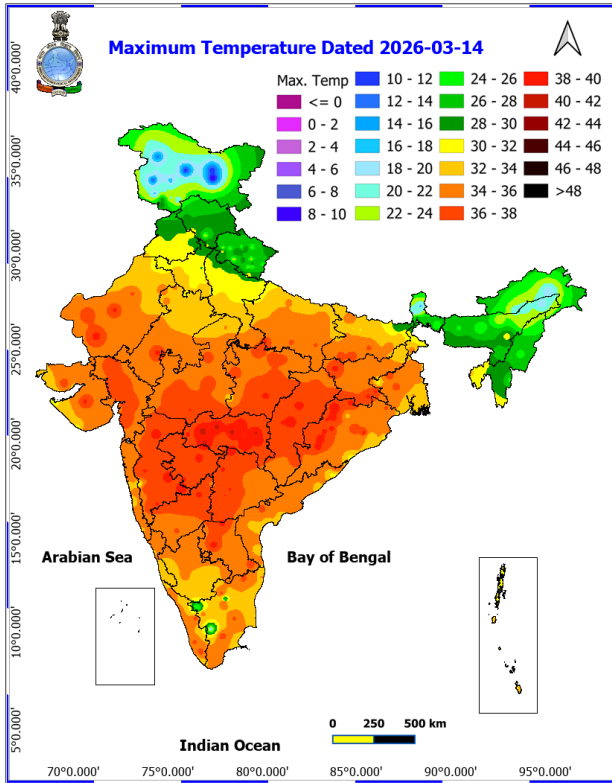 Maximum Temperature Dated 2026-03-14
Max. Temp
<= 0
0 - 2
2 - 4
4 - 6
6 - 8
8 - 10
10 - 12
12 - 14
14 - 16
16 - 18
18 - 20
20 - 22
22 - 24
24 - 26
26 - 28
28 - 30
30 - 32
32 - 34
34 - 36
36 - 38
38 - 40
40 - 42
42 - 44
44 - 46
46 - 48
>48
40°0.000'
35°0.000'
30°0.000'
25°0.000'
20°0.000'
15°0.000'
10°0.000'
5°0.000'
Arabian Sea
Bay of Bengal
Indian Ocean
0 250 500 km
70°0.000' 75°0.000' 80°0.000' 85°0.000' 90°0.000' 95°0.000'